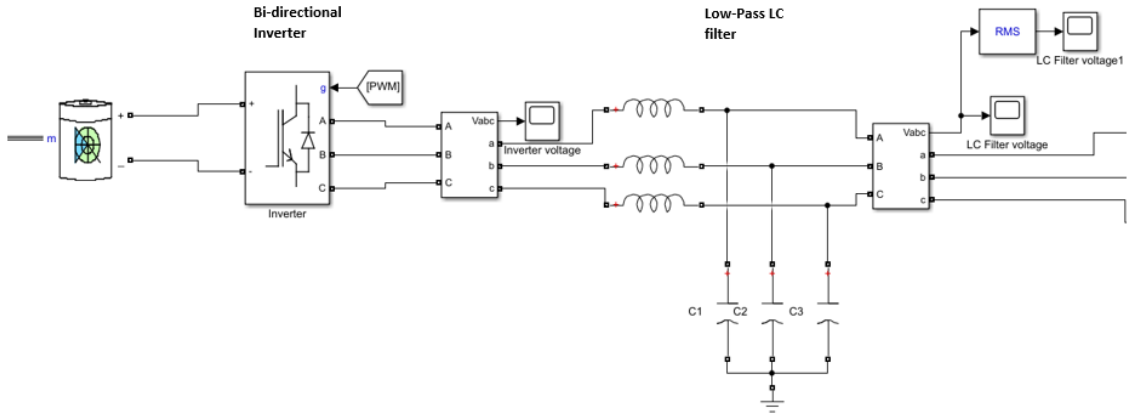 Bi-directional
Inverter
Low-Pass LC
filter
RMS
LC Filter voltage1
g
[PWM]
+
m
+
–
-
A
B
C
Inverter
A
B
C
Vabc
a
b
c
Inverter voltage
+
+
+
A
B
C
Vabc
a
b
c
LC Filter voltage
+
+
+
C1
C2
C3